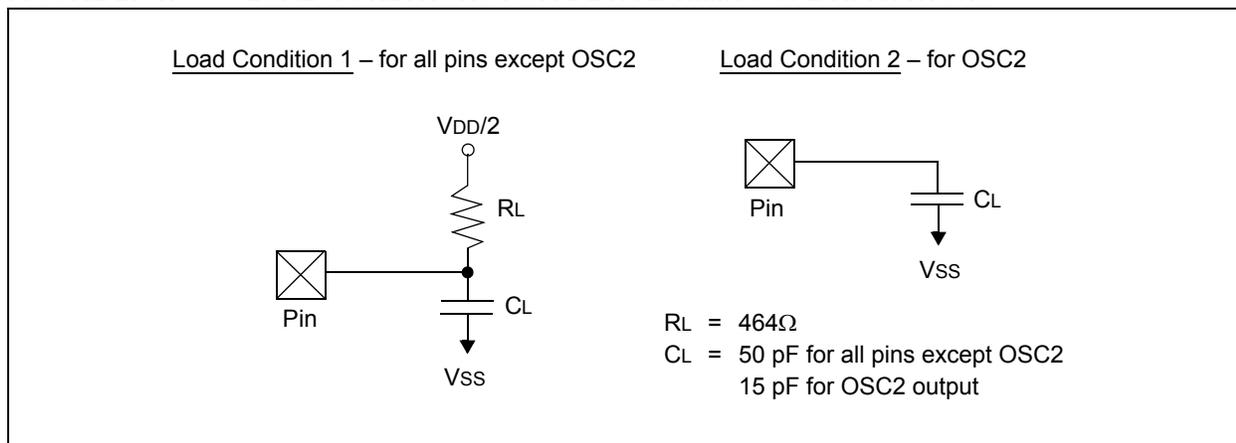 Load Condition 1 – for all pins except OSC2
VDD/2
RL
Pin
CL
VSS
Load Condition 2 – for OSC2
Pin
CL
VSS
RL = 464Ω
CL = 50 pF for all pins except OSC2
15 pF for OSC2 output